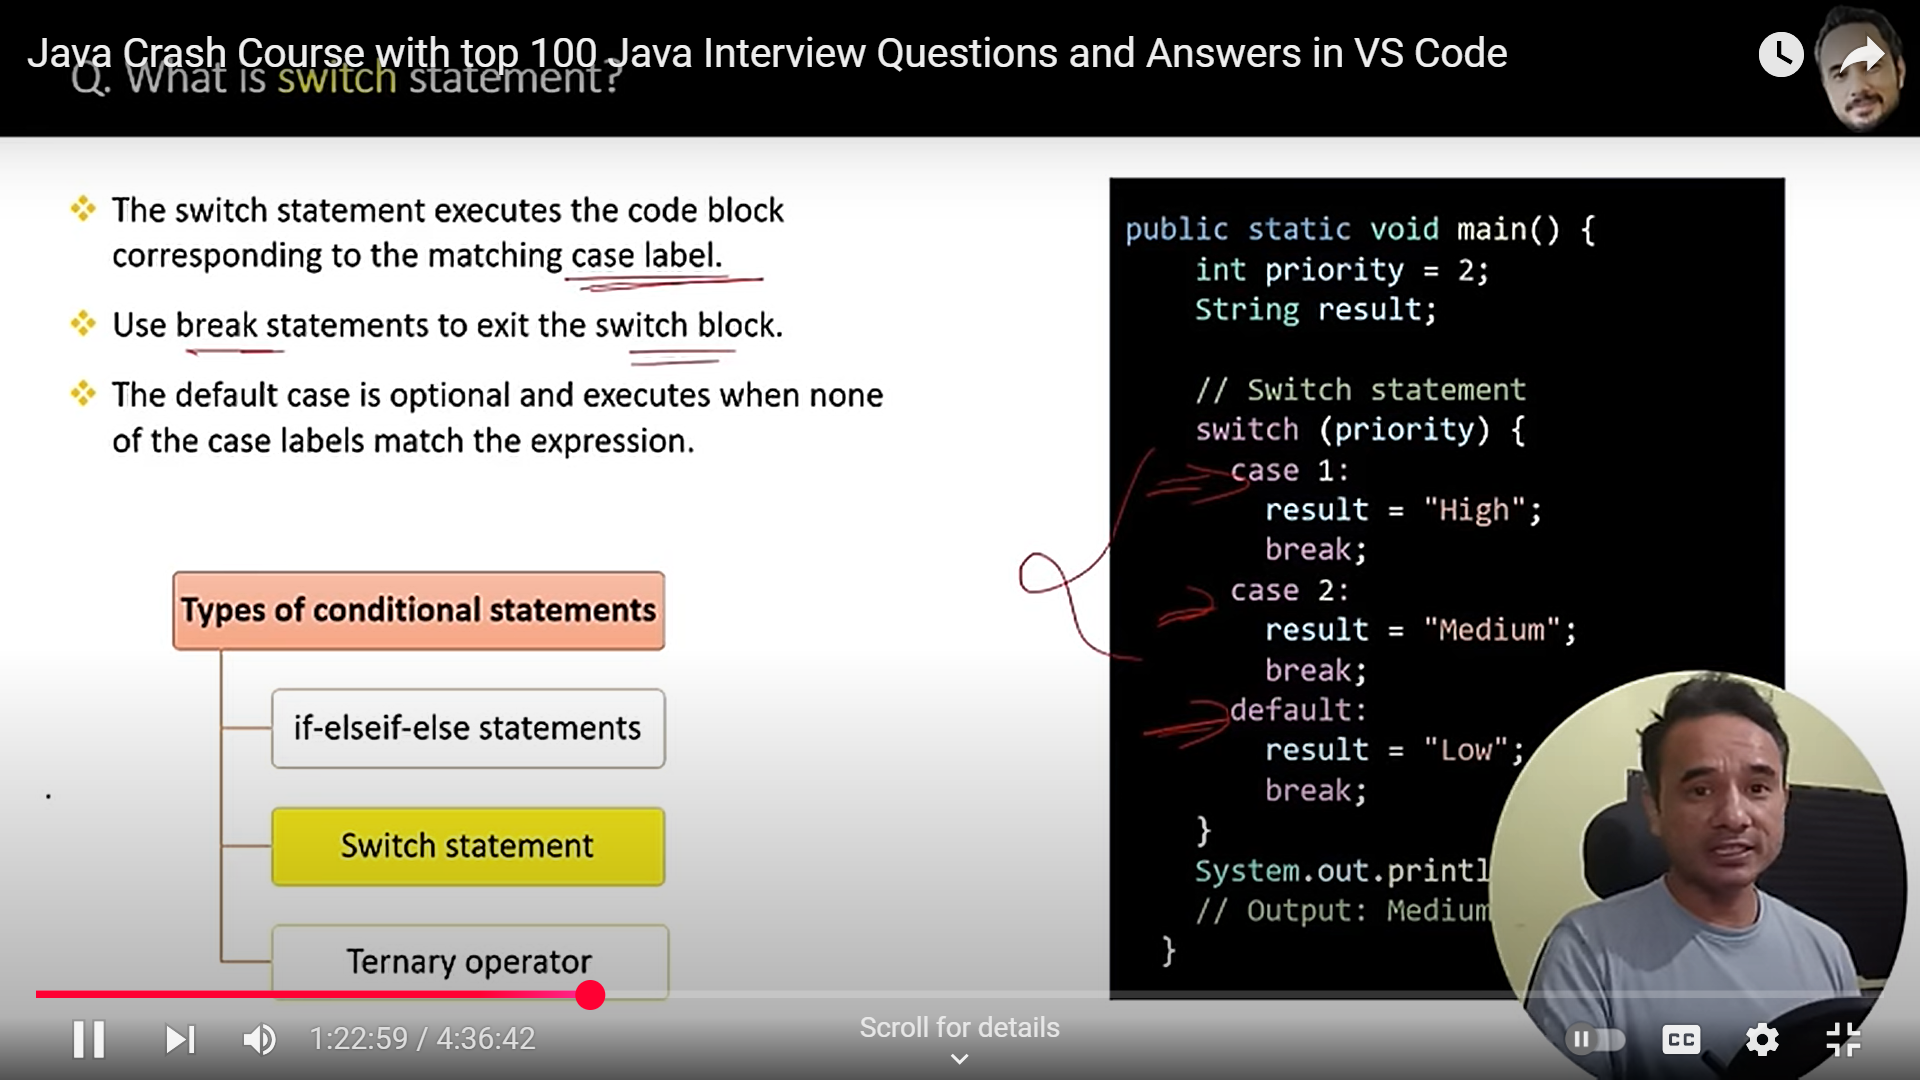 Java Crash Course with top 100 Java Interview Questions and Answers in VS Code
Q. What is switch statement?
The switch statement executes the code block
corresponding to the matching case label.
Use break statements to exit the switch block.
The default case is optional and executes when none
of the case labels match the expression.
Types of conditional statements
if-elseif-else statements
Switch statement
Ternary operator
public static void main() {
int priority = 2;
String result;
// Switch statement
switch (priority) {
case 1:
result = "High";
break;
case 2:
result = "Medium";
break;
default:
result = "Low";
break;
}
System.out.printl
// Output: Medium
}
1:22:59 / 4:36:42
Scroll for details
CC